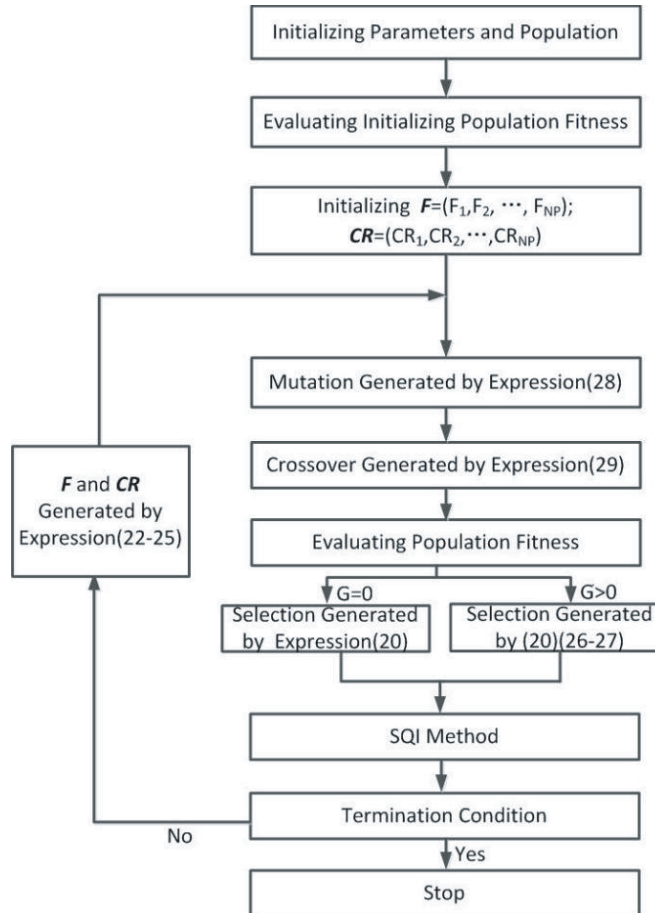 Initializing Parameters and Population
Evaluating Initializing Population Fitness
Initializing F=(F₁,F₂, ···, F_NP);
CR=(CR₁,CR₂,···,CR_NP)
Mutation Generated by Expression(28)
Crossover Generated by Expression(29)
F and CR
Generated by
Expression(22-25)
Evaluating Population Fitness
G=0
G>0
Selection Generated
by Expression(20)
Selection Generated
by (20)(26-27)
SQI Method
Termination Condition
No
Yes
Stop